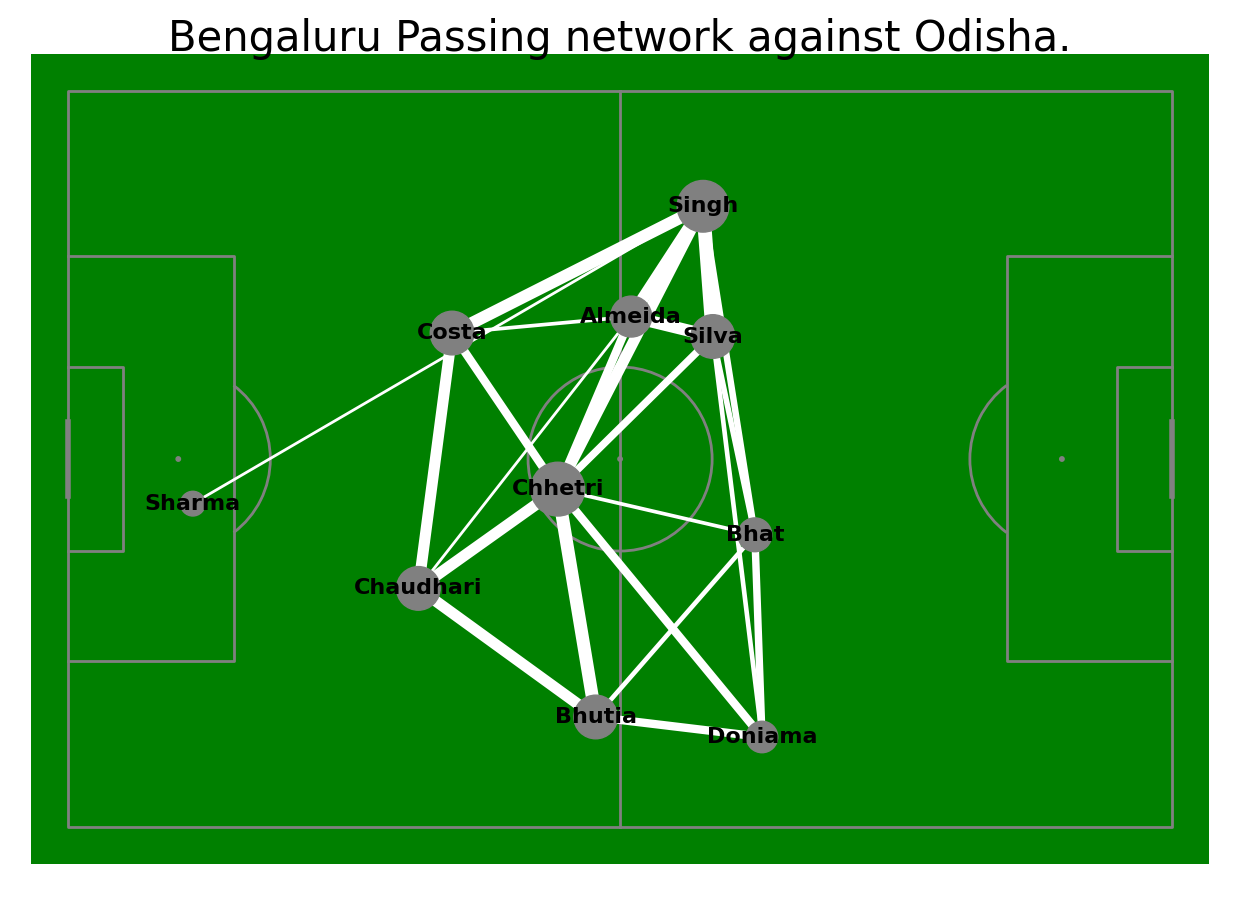 Bengaluru Passing network against Odisha.
Singh
Almeida
Costa
Silva
Chhetri
Sharma
Bhat
Chaudhari
Bhutia
Doniama